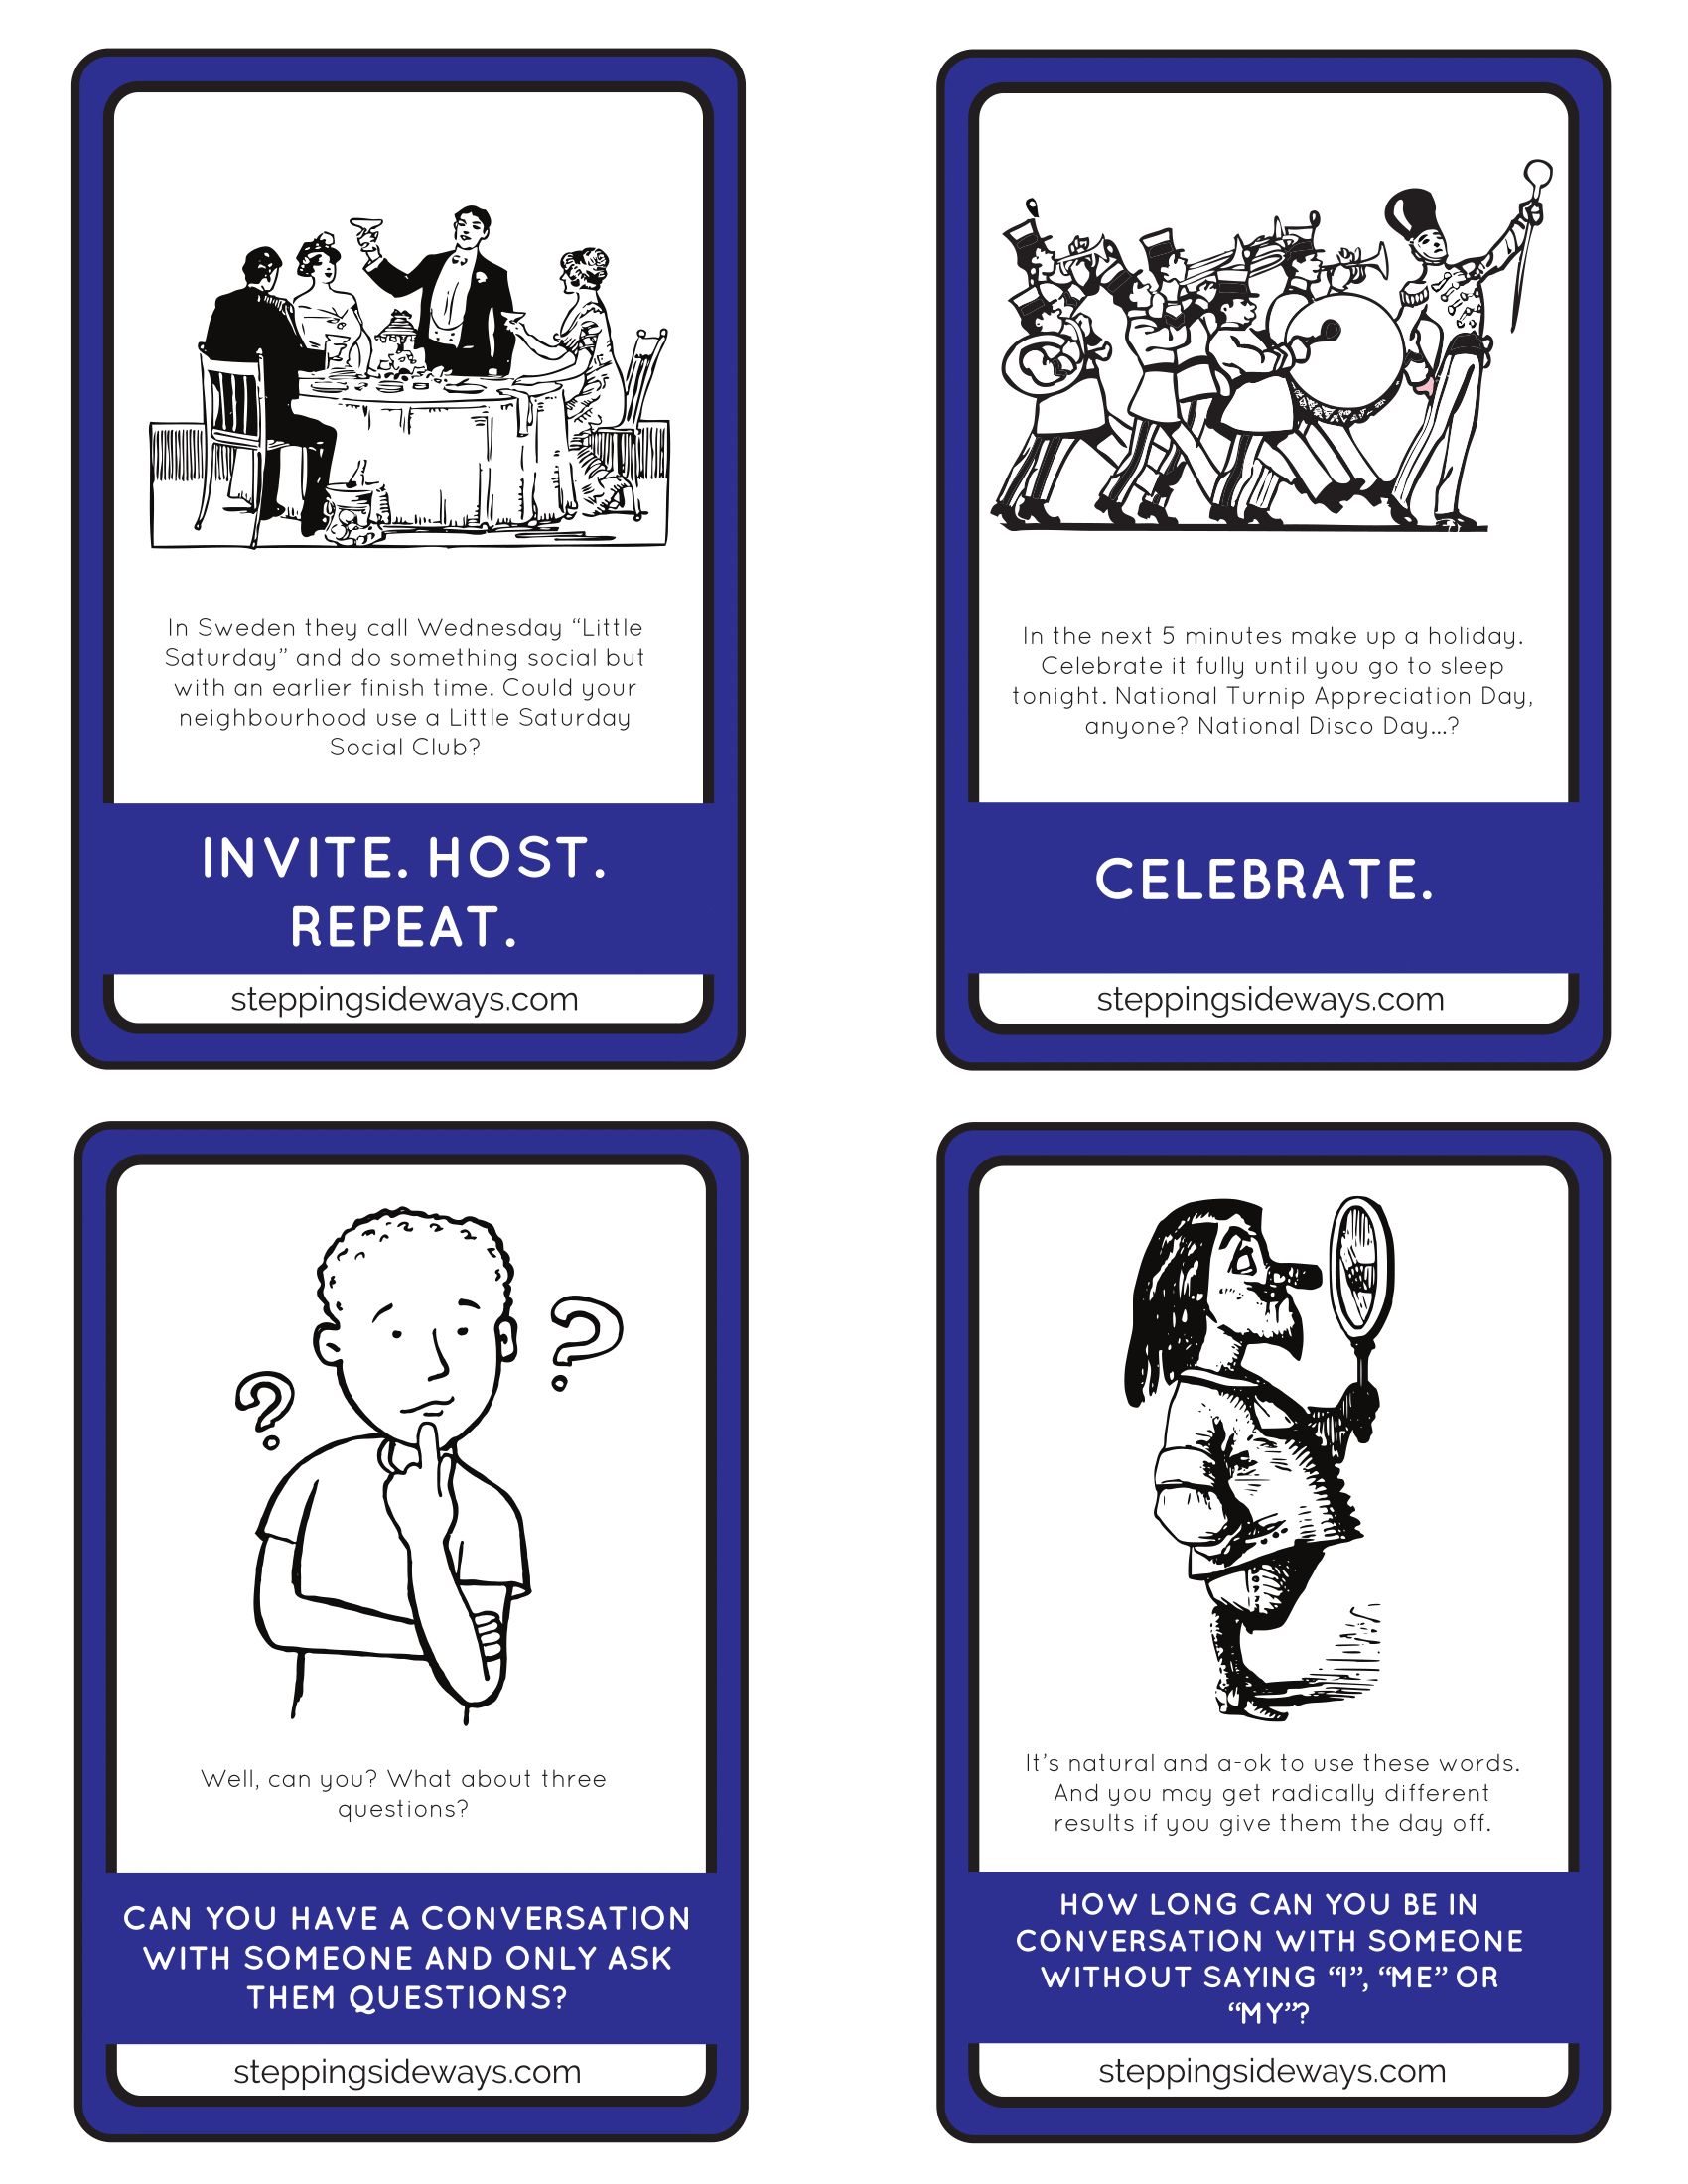 In Sweden they call Wednesday “Little
Saturday” and do something social but
with an earlier finish time. Could your
neighbourhood use a Little Saturday
Social Club?
INVITE. HOST.
REPEAT.
steppingsideways.com
In the next 5 minutes make up a holiday.
Celebrate it fully until you go to sleep
tonight. National Turnip Appreciation Day,
anyone? National Disco Day...?
CELEBRATE.
steppingsideways.com
?
?
Well, can you? What about three
questions?
CAN YOU HAVE A CONVERSATION
WITH SOMEONE AND ONLY ASK
THEM QUESTIONS?
steppingsideways.com
It’s natural and a-ok to use these words.
And you may get radically different
results if you give them the day off.
HOW LONG CAN YOU BE IN
CONVERSATION WITH SOMEONE
WITHOUT SAYING “I”, “ME” OR
“MY”?
steppingsideways.com